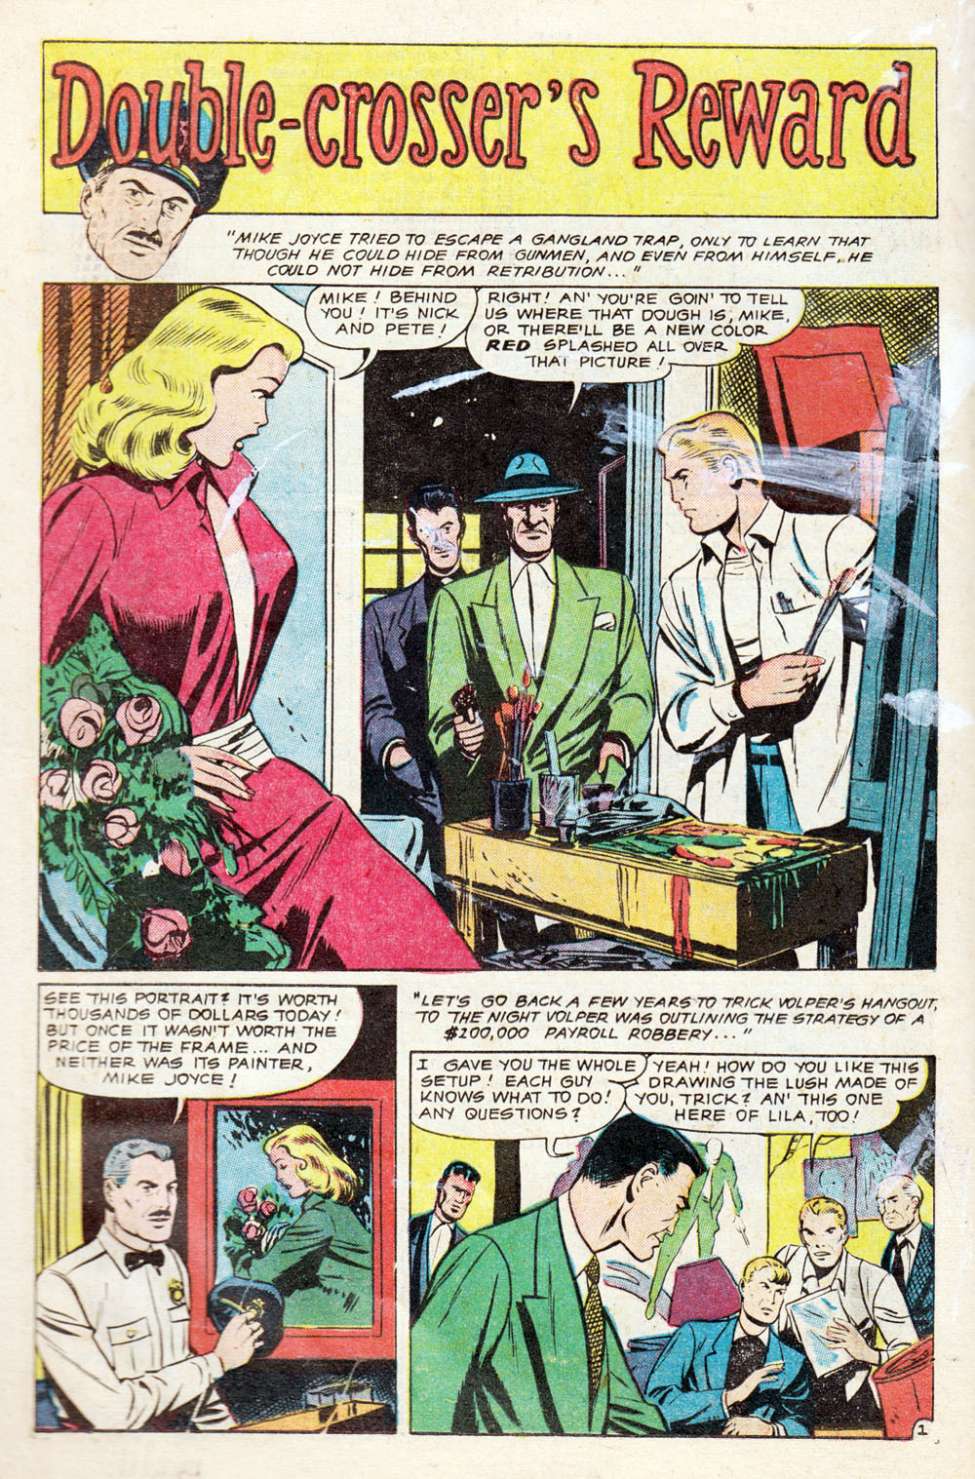 Double-crosser's Reward
"MIKE JOYCE TRIED TO ESCAPE A GANGLAND TRAP, ONLY TO LEARN THAT
THOUGH HE COULD HIDE FROM GUNMEN, AND EVEN FROM HIMSELF, HE
COULD NOT HIDE FROM RETRIBUTION..."
MIKE! BEHIND
YOU! IT'S NICK
AND PETE!
RIGHT! AN' YOU'RE GOIN' TO TELL
US WHERE THAT DOUGH IS, MIKE,
OR THERE'LL BE A NEW COLOR
RED SPLASHED ALL OVER
THAT PICTURE!
SEE THIS PORTRAIT? IT'S WORTH
THOUSANDS OF DOLLARS TODAY!
BUT ONCE IT WASN'T WORTH THE
PRICE OF THE FRAME... AND
NEITHER WAS ITS PAINTER,
MIKE JOYCE!
"LET'S GO BACK A FEW YEARS TO TRICK VOLPER'S HANGOUT,
TO THE NIGHT VOLPER WAS OUTLINING THE STRATEGY OF A
$200,000 PAYROLL ROBBERY..."
I GAVE YOU THE WHOLE
SETUP! EACH GUY
KNOWS WHAT TO DO!
ANY QUESTIONS?
YEAH! HOW DO YOU LIKE THIS
DRAWING THE LUSH MADE OF
YOU, TRICK? AN' THIS ONE
HERE OF LILA, TOO!
1